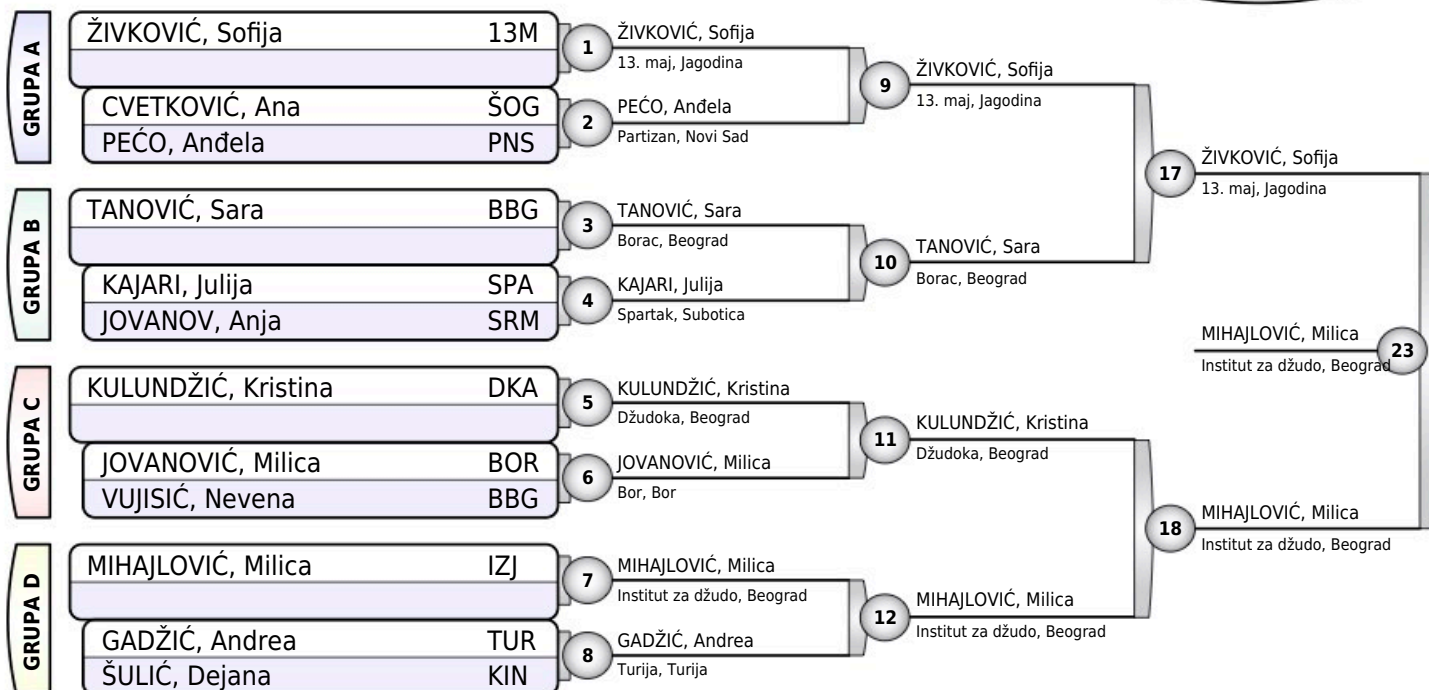 GRUPA A
ŽIVKOVIĆ, Sofija 13M
CVETKOVIĆ, Ana ŠOG
PEĆO, Anđela PNS
GRUPA B
TANOVIĆ, Sara BBG
KAJARI, Julija SPA
JOVANOV, Anja SRM
GRUPA C
KULUNDŽIĆ, Kristina DKA
JOVANOVIĆ, Milica BOR
VUJISIĆ, Nevena BBG
GRUPA D
MIHAJLOVIĆ, Milica IZJ
GADŽIĆ, Andrea TUR
ŠULIĆ, Dejana KIN
1 ŽIVKOVIĆ, Sofija
13. maj, Jagodina
2 PEĆO, Anđela
Partizan, Novi Sad
3 TANOVIĆ, Sara
Borac, Beograd
4 KAJARI, Julija
Spartak, Subotica
5 KULUNDŽIĆ, Kristina
Džudoka, Beograd
6 JOVANOVIĆ, Milica
Bor, Bor
7 MIHAJLOVIĆ, Milica
Institut za džudo, Beograd
8 GADŽIĆ, Andrea
Turija, Turija
9 ŽIVKOVIĆ, Sofija
13. maj, Jagodina
10 TANOVIĆ, Sara
Borac, Beograd
11 KULUNDŽIĆ, Kristina
Džudoka, Beograd
12 MIHAJLOVIĆ, Milica
Institut za džudo, Beograd
17 ŽIVKOVIĆ, Sofija
13. maj, Jagodina
18 MIHAJLOVIĆ, Milica
Institut za džudo, Beograd
MIHAJLOVIĆ, Milica 23
Institut za džudo, Beograd